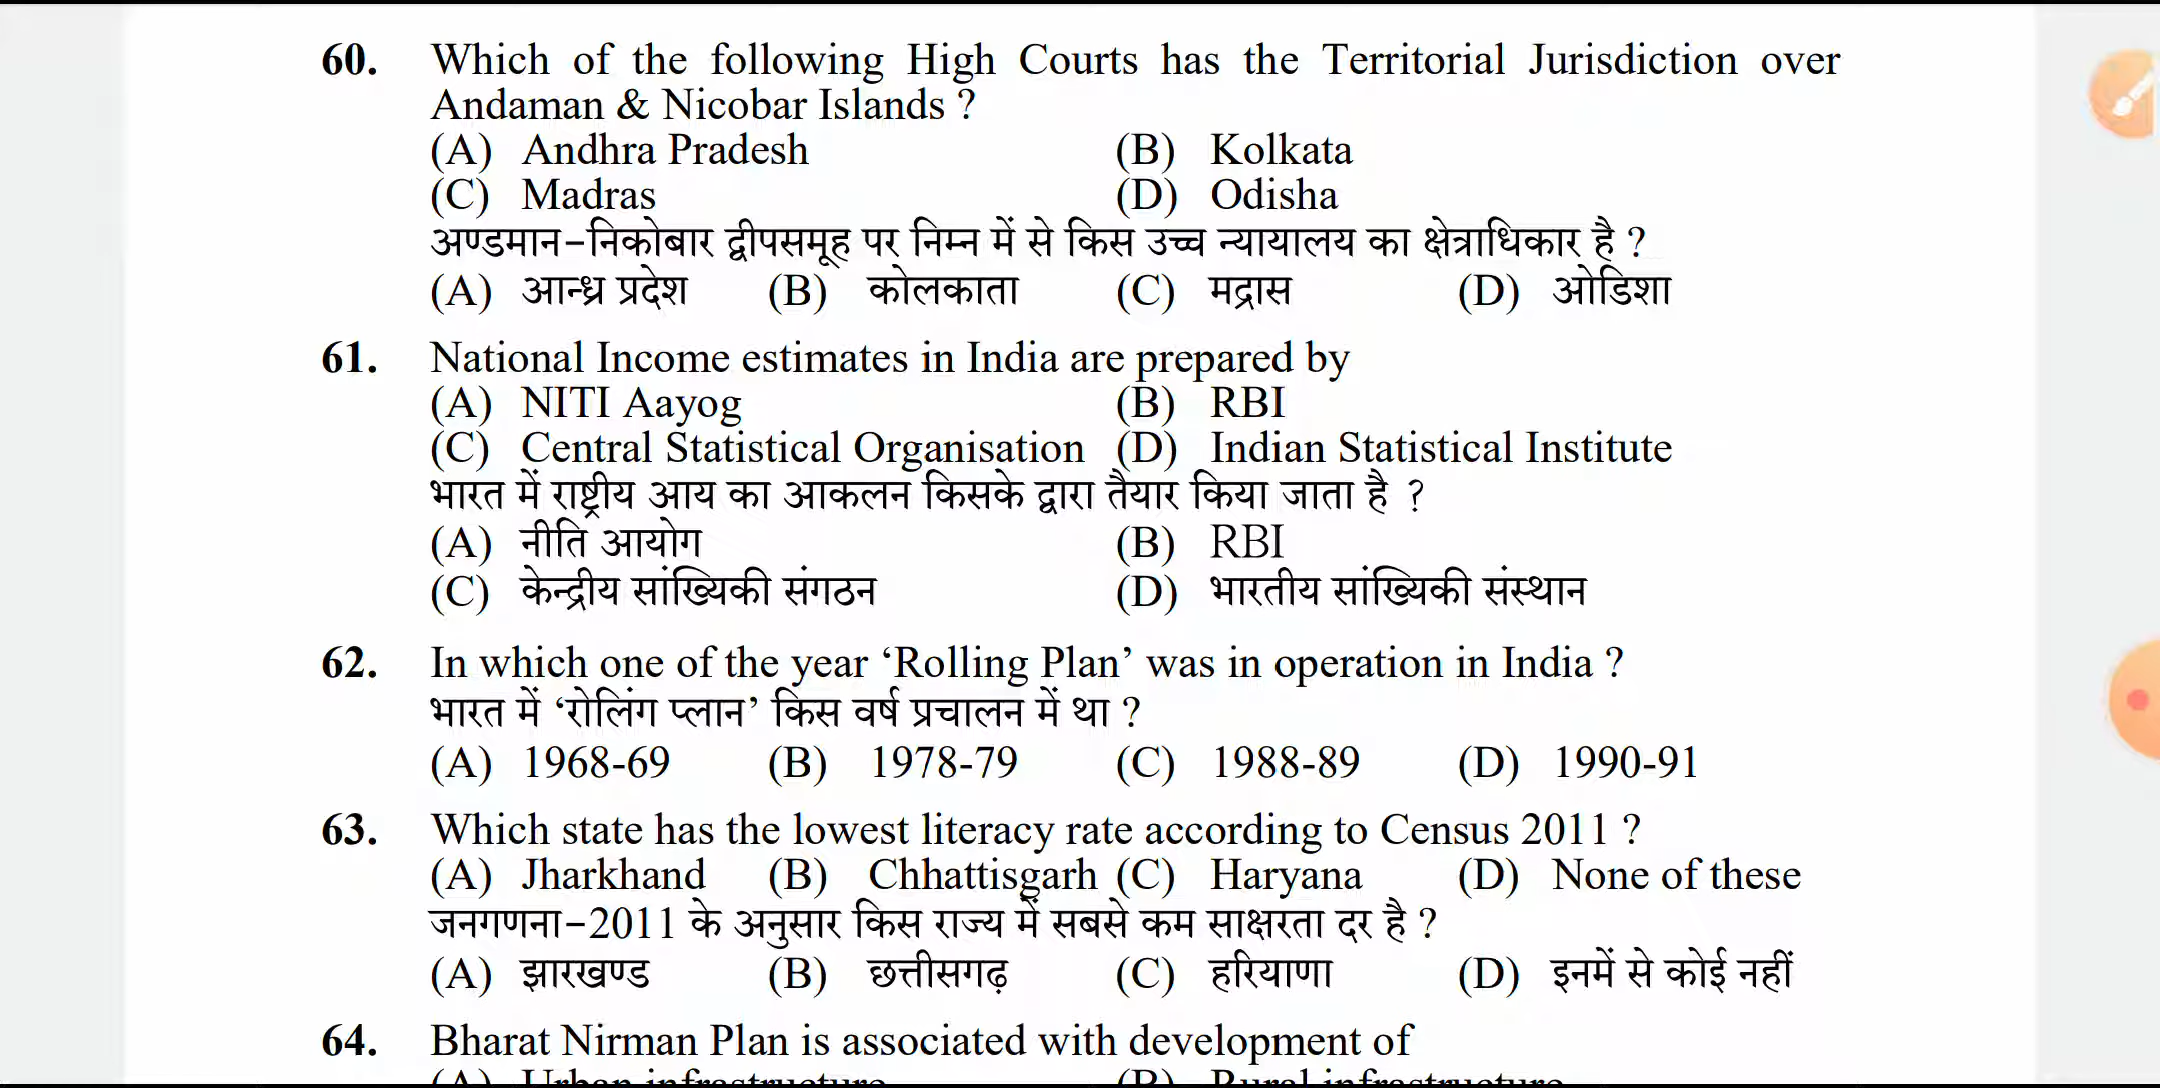 60. Which of the following High Courts has the Territorial Jurisdiction over
Andaman & Nicobar Islands ?
(A) Andhra Pradesh (B) Kolkata
(C) Madras (D) Odisha
अण्डमान-निकोबार द्वीपसमूह पर निम्न में से किस उच्च न्यायालय का क्षेत्राधिकार है ?
(A) आन्ध्र प्रदेश (B) कोलकाता (C) मद्रास (D) ओडिशा
61. National Income estimates in India are prepared by
(A) NITI Aayog (B) RBI
(C) Central Statistical Organisation (D) Indian Statistical Institute
भारत में राष्ट्रीय आय का आकलन किसके द्वारा तैयार किया जाता है ?
(A) नीति आयोग (B) RBI
(C) केन्द्रीय सांख्यिकी संगठन (D) भारतीय सांख्यिकी संस्थान
62. In which one of the year ‘Rolling Plan’ was in operation in India ?
भारत में ‘रोलिंग प्लान’ किस वर्ष प्रचालन में था ?
(A) 1968-69 (B) 1978-79 (C) 1988-89 (D) 1990-91
63. Which state has the lowest literacy rate according to Census 2011 ?
(A) Jharkhand (B) Chhattisgarh (C) Haryana (D) None of these
जनगणना-2011 के अनुसार किस राज्य में सबसे कम साक्षरता दर है ?
(A) झारखण्ड (B) छत्तीसगढ़ (C) हरियाणा (D) इनमें से कोई नहीं
64. Bharat Nirman Plan is associated with development of
(A) Urban infrastructure (B) Rural infrastructure